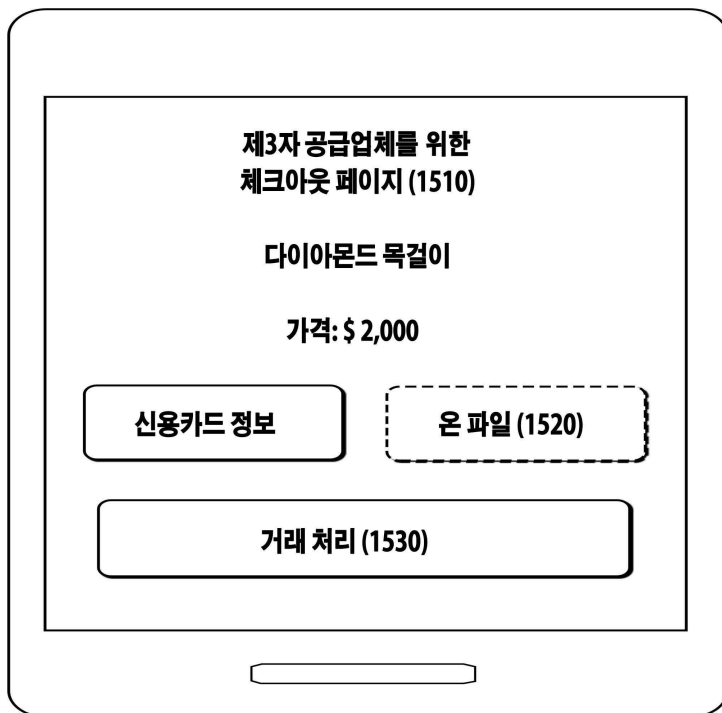 제3자 공급업체를 위한
체크아웃 페이지 (1510)
다이아몬드 목걸이
가격: $ 2,000
신용카드 정보
온 파일 (1520)
거래 처리 (1530)